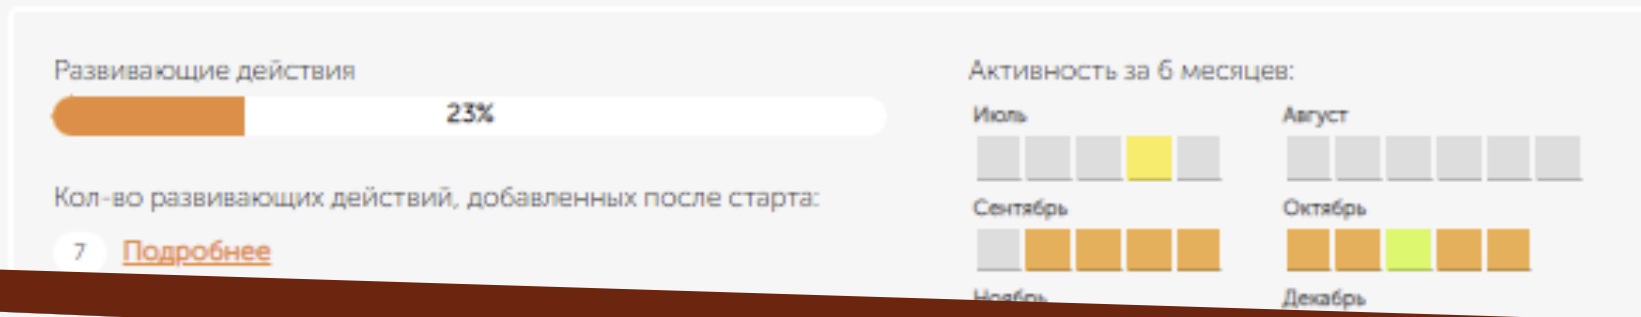 Развивающие действия
23%
Кол-во развивающих действий, добавленных после старта:
7 Подробнее
Активность за 6 месяцев:
Июль Август
Сентябрь Октябрь
Ноябрь Декабрь